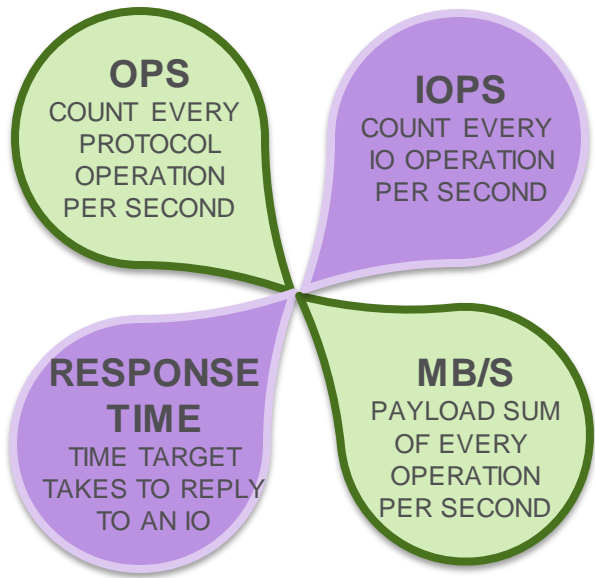 OPS
COUNT EVERY
PROTOCOL
OPERATION
PER SECOND
IOPS
COUNT EVERY
IO OPERATION
PER SECOND
RESPONSE
TIME
TIME TARGET
TAKES TO REPLY
TO AN IO
MB/S
PAYLOAD SUM
OF EVERY
OPERATION
PER SECOND